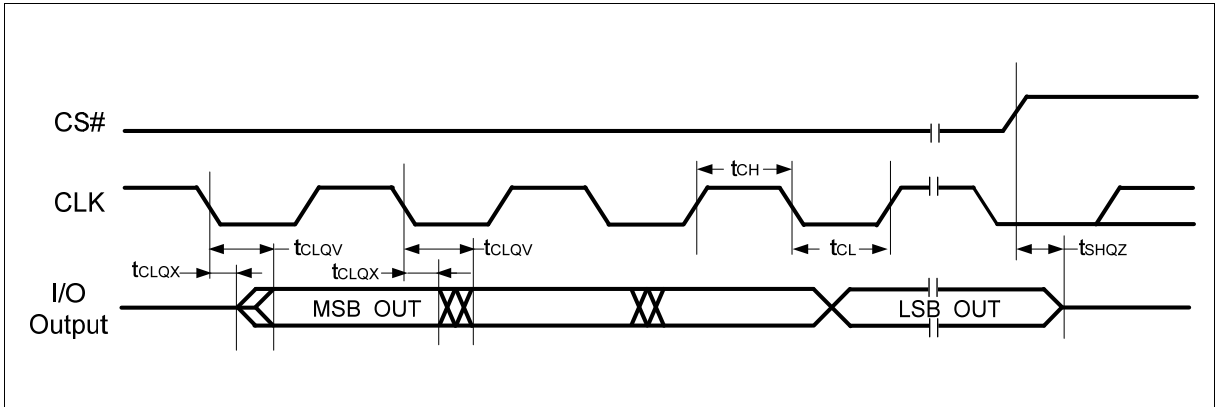 CS#
tCH
CLK
tCLQV
tCLQV
tCL
tSHQZ
tCLQX
tCLQX
I/O
Output
MSB OUT
LSB OUT